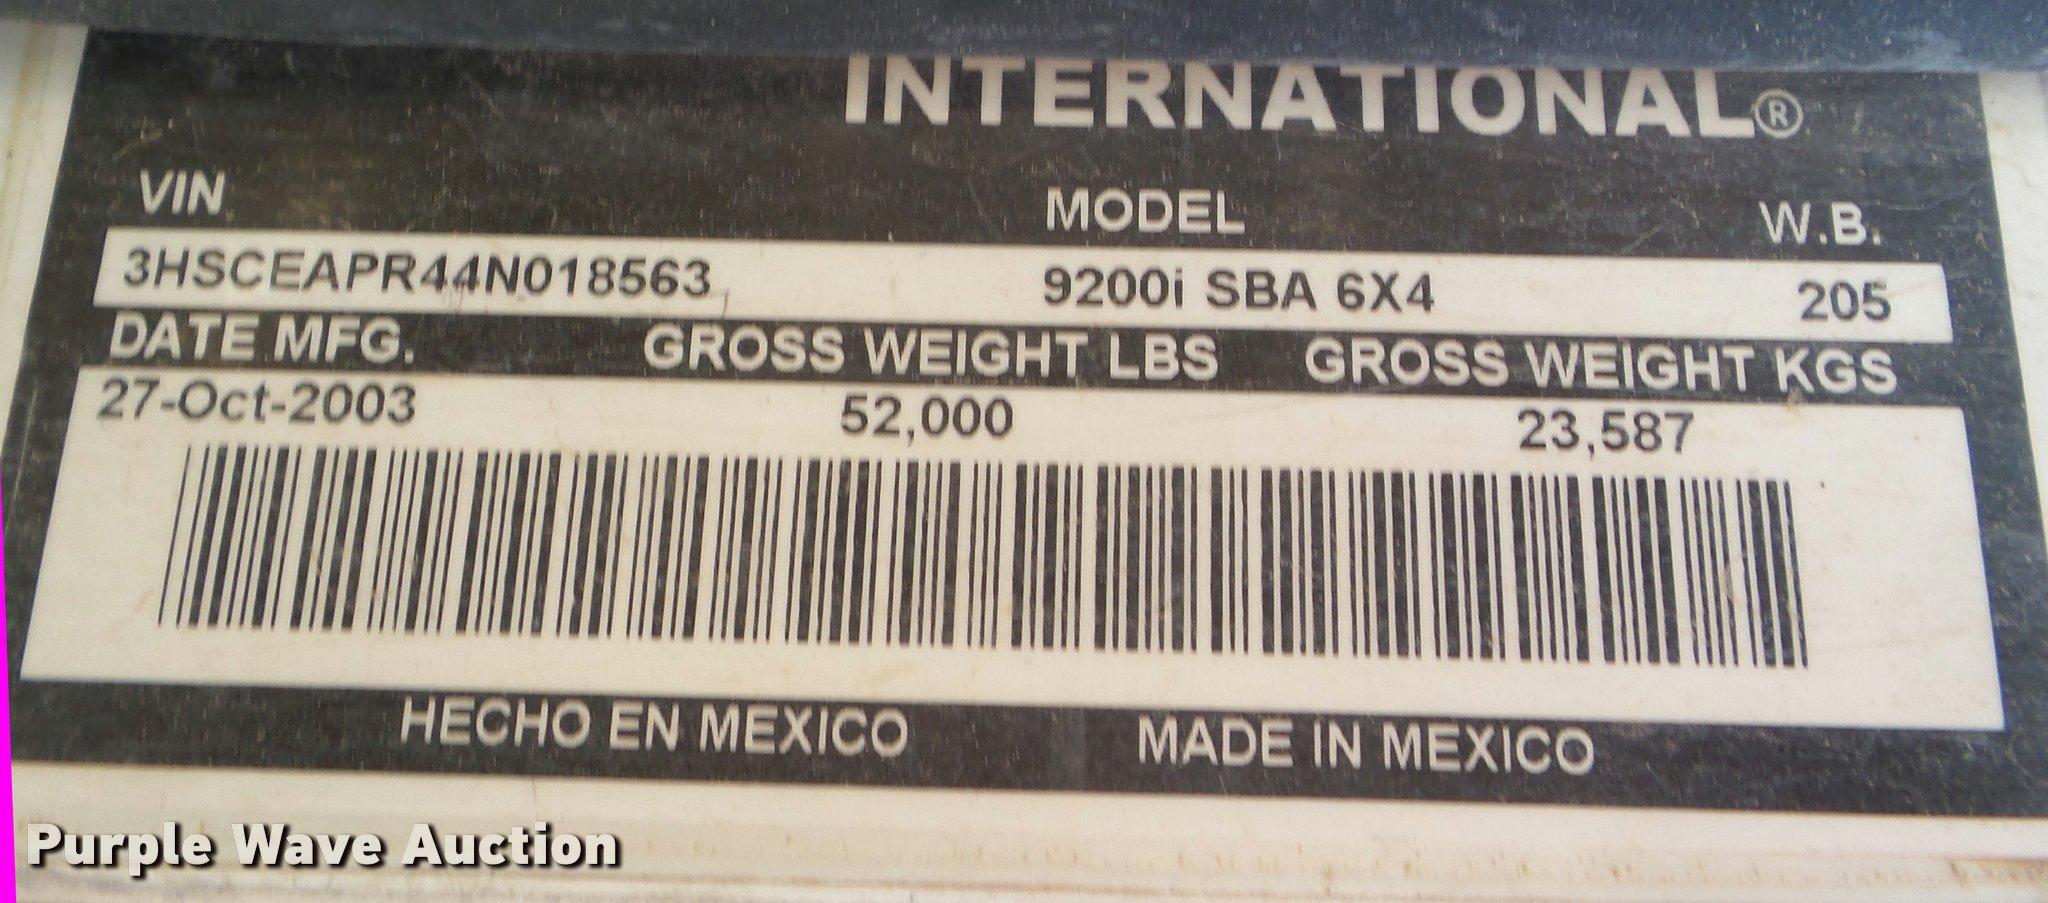 INTERNATIONAL®
VIN MODEL W.B.
3HSCEAPR44N018563 9200i SBA 6X4 205
DATE MFG. GROSS WEIGHT LBS GROSS WEIGHT KGS
27-Oct-2003 52,000 23,587
HECHO EN MEXICO MADE IN MEXICO
Purple Wave Auction